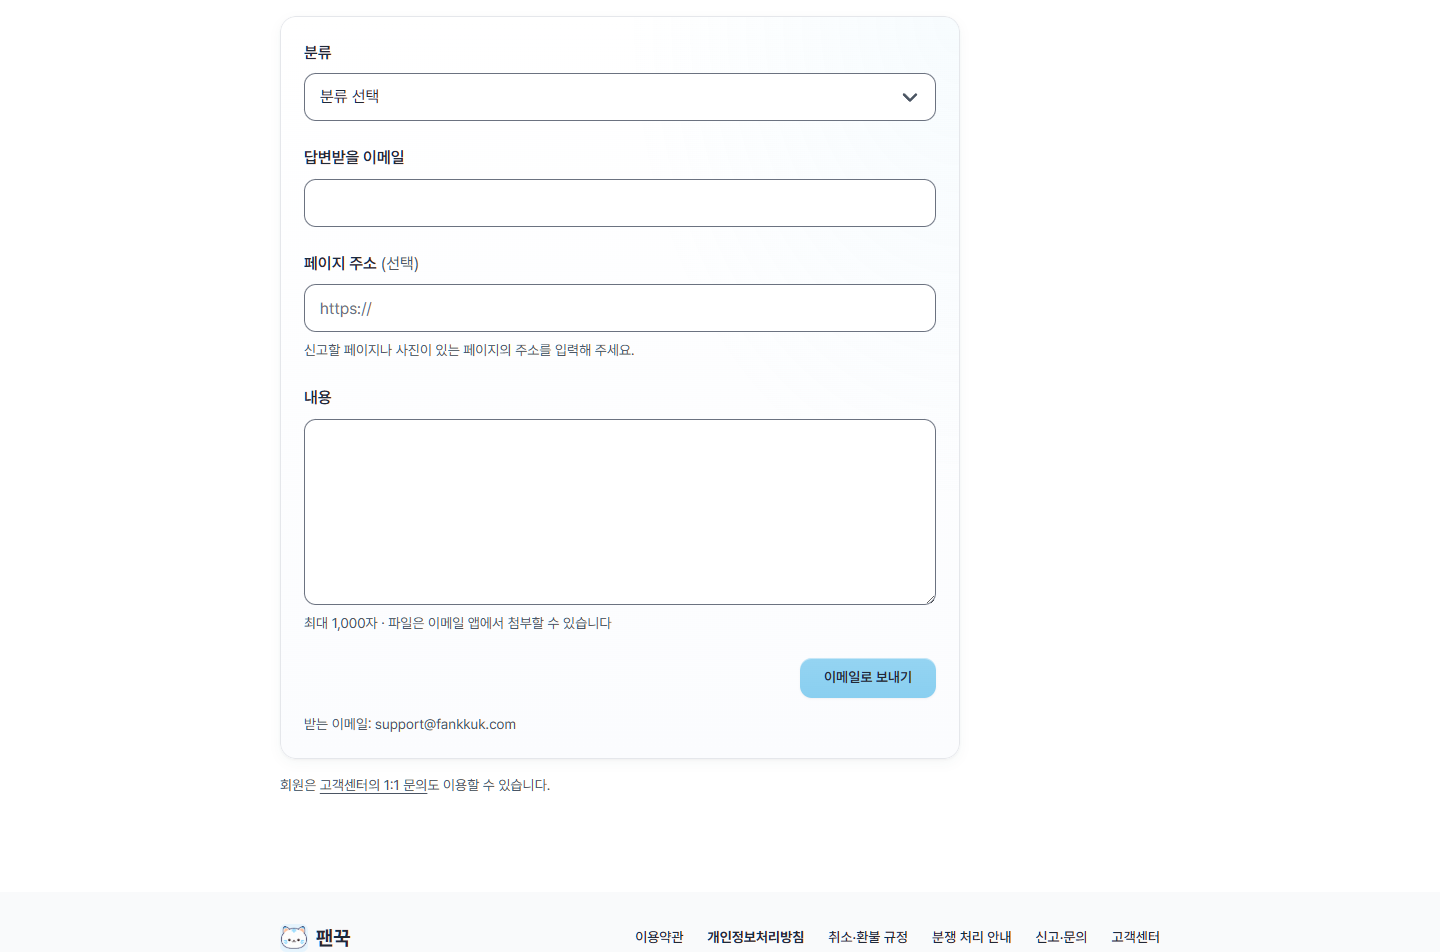 분류
분류 선택
답변받을 이메일
페이지 주소 (선택)
https://
신고할 페이지나 사진이 있는 페이지의 주소를 입력해 주세요.
내용
최대 1,000자 · 파일은 이메일 앱에서 첨부할 수 있습니다
이메일로 보내기
받는 이메일: support@fankkuk.com
회원은 고객센터의 1:1 문의도 이용할 수 있습니다.
팬꾹 이용약관 개인정보처리방침 취소·환불 규정 분쟁 처리 안내 신고·문의 고객센터